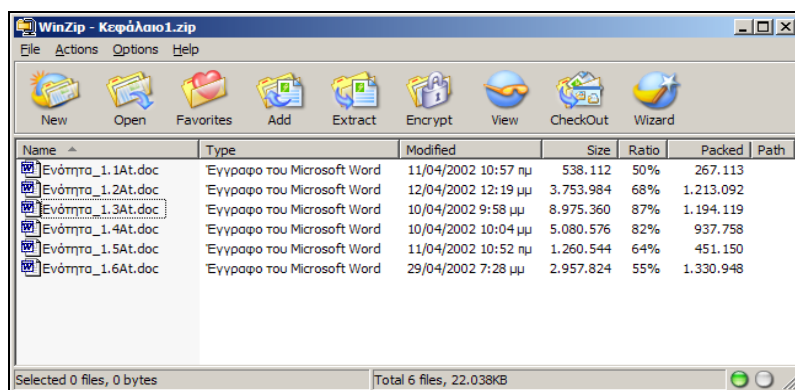 WinZip - Κεφάλαιο1.zip
File Actions Options Help
New Open Favorites Add Extract Encrypt View CheckOut Wizard
Name Type Modified Size Ratio Packed Path
Ενότητα_1.1At.doc Έγγραφο του Microsoft Word 11/04/2002 10:57 πμ 538.112 50% 267.113
Ενότητα_1.2At.doc Έγγραφο του Microsoft Word 12/04/2002 12:19 μμ 3.753.984 68% 1.213.092
Ενότητα_1.3At.doc Έγγραφο του Microsoft Word 10/04/2002 9:58 μμ 8.975.360 87% 1.194.119
Ενότητα_1.4At.doc Έγγραφο του Microsoft Word 10/04/2002 10:04 μμ 5.080.576 82% 937.758
Ενότητα_1.5At.doc Έγγραφο του Microsoft Word 11/04/2002 10:52 πμ 1.260.544 64% 451.150
Ενότητα_1.6At.doc Έγγραφο του Microsoft Word 29/04/2002 7:28 μμ 2.957.824 55% 1.330.948
Selected 0 files, 0 bytes Total 6 files, 22.038KB